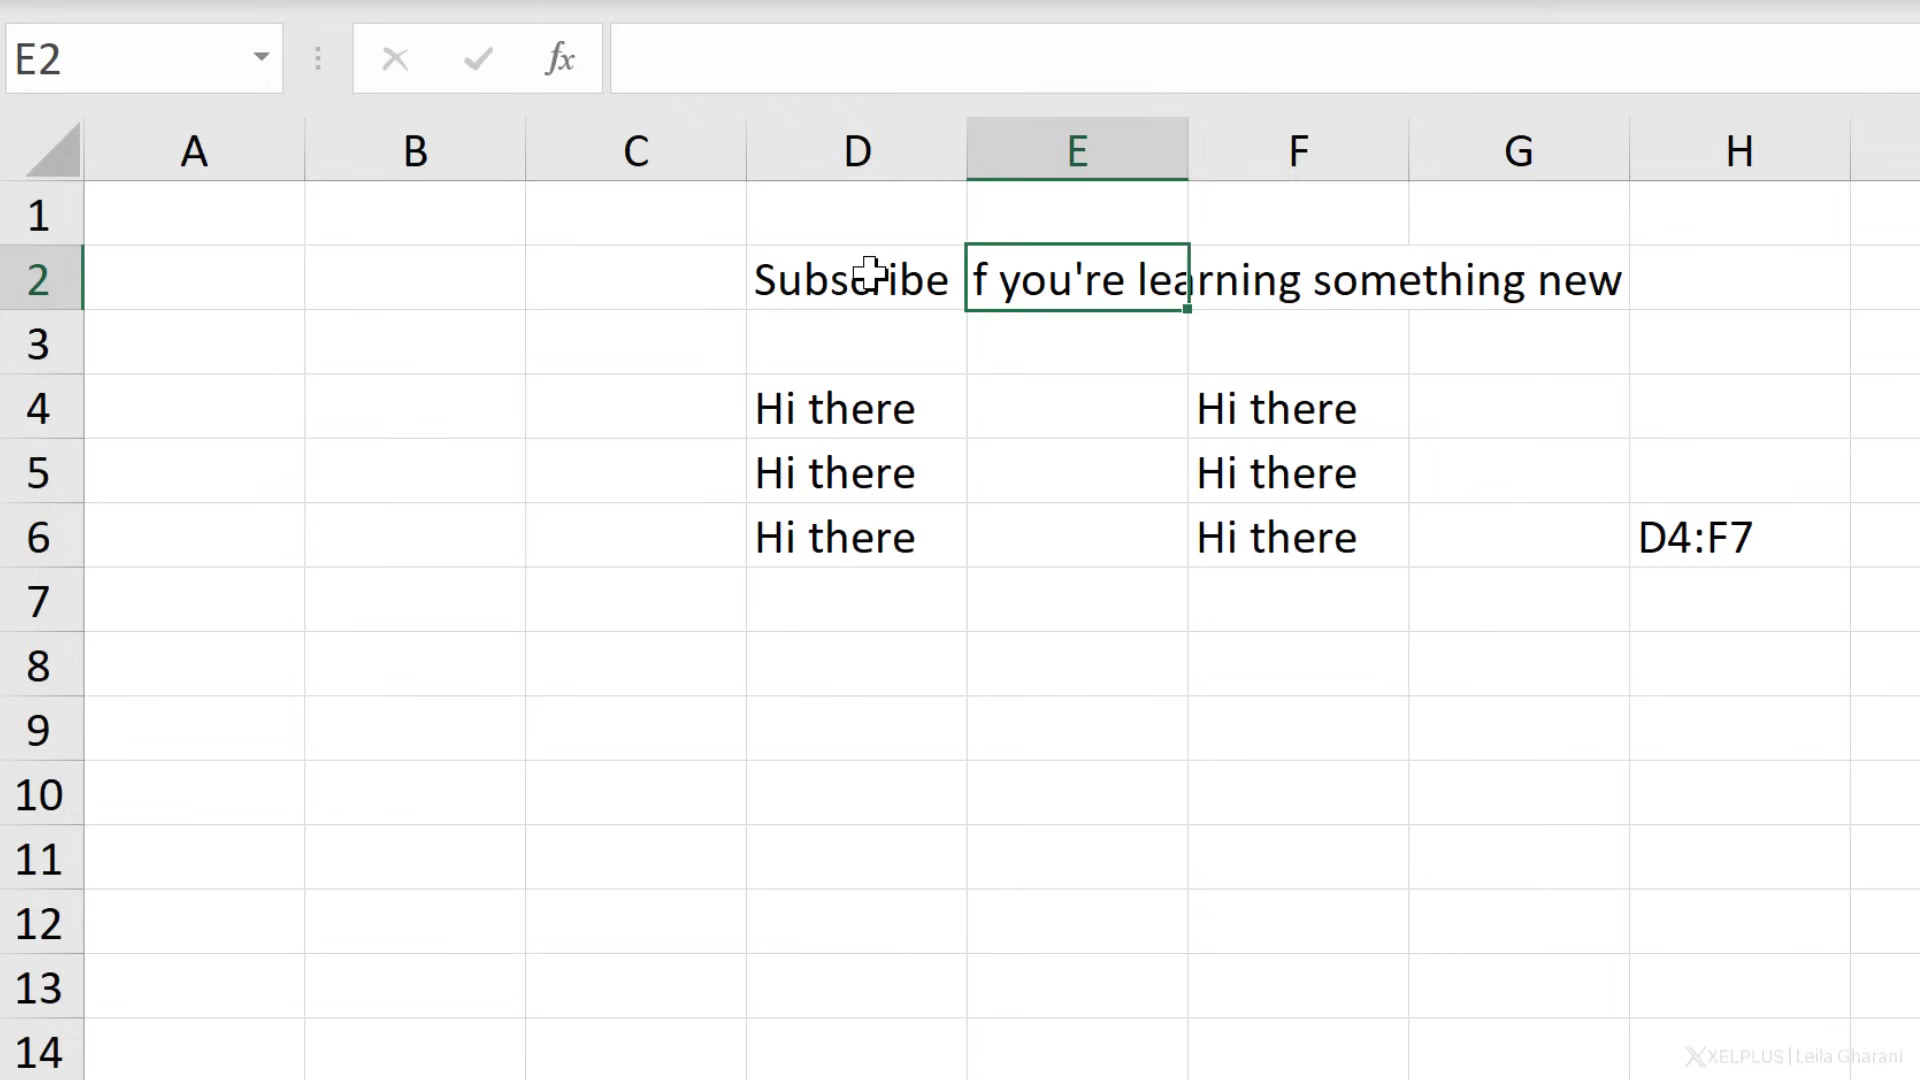 E2 fx
A B C D E F G H
1
2 Subscribe f you're learning something new
3
4 Hi there Hi there
5 Hi there Hi there
6 Hi there Hi there D4:F7
7
8
9
10
11
12
13
14
XELPLUS | Leila Gharani